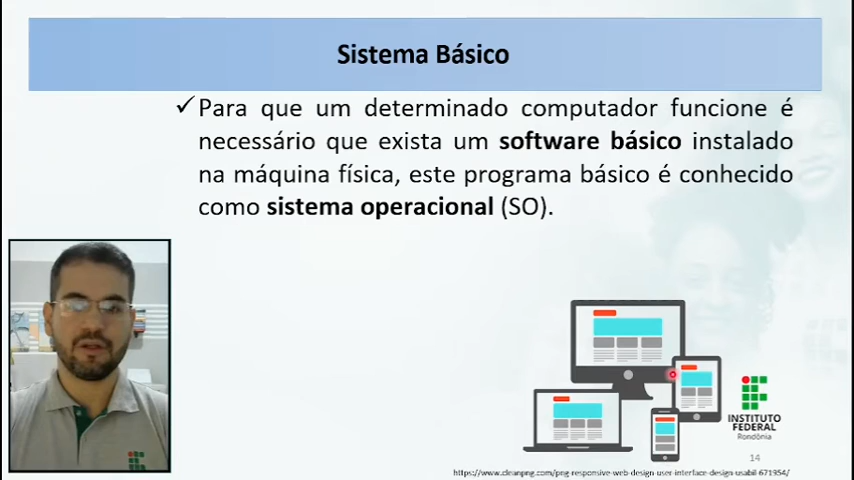 Sistema Básico
✓Para que um determinado computador funcione é
necessário que exista um software básico instalado
na máquina física, este programa básico é conhecido
como sistema operacional (SO).
INSTITUTO
FEDERAL
Rondônia
14
https://www.cleanpng.com/png-responsive-web-design-user-interface-design-usabil-671954/